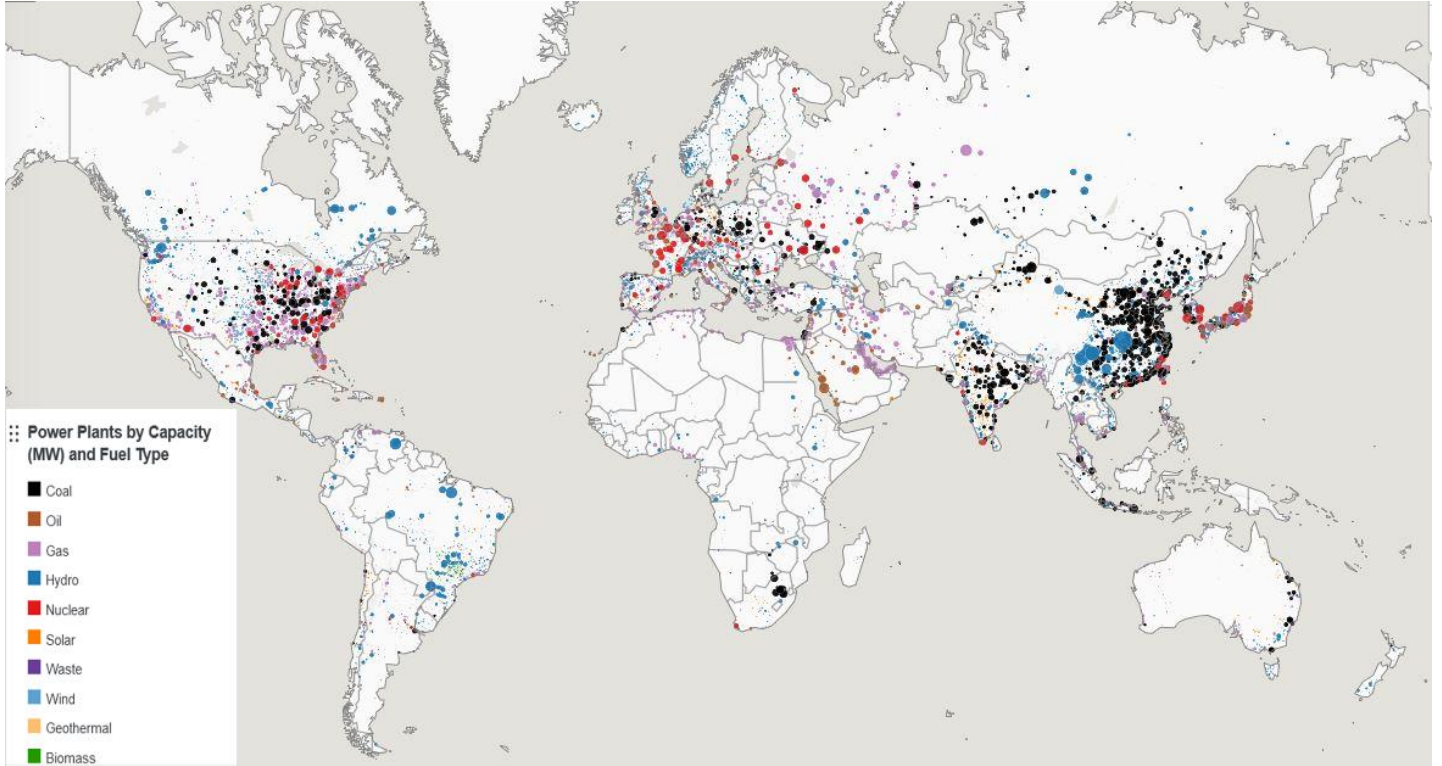 Power Plants by Capacity
(MW) and Fuel Type
Coal
Oil
Gas
Hydro
Nuclear
Solar
Waste
Wind
Geothermal
Biomass